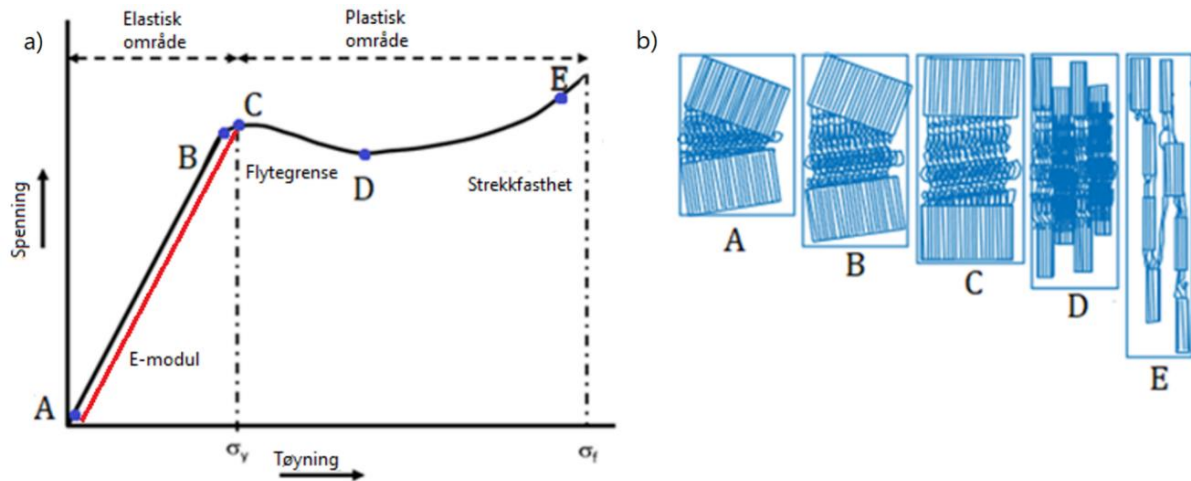 a)
Elastisk
område
Plastisk
område
b)
E
C
B
Flytegrense
Strekkfasthet
D
Spenning
E-modul
A
σy
Tøyning
σf
A
B
C
D
E